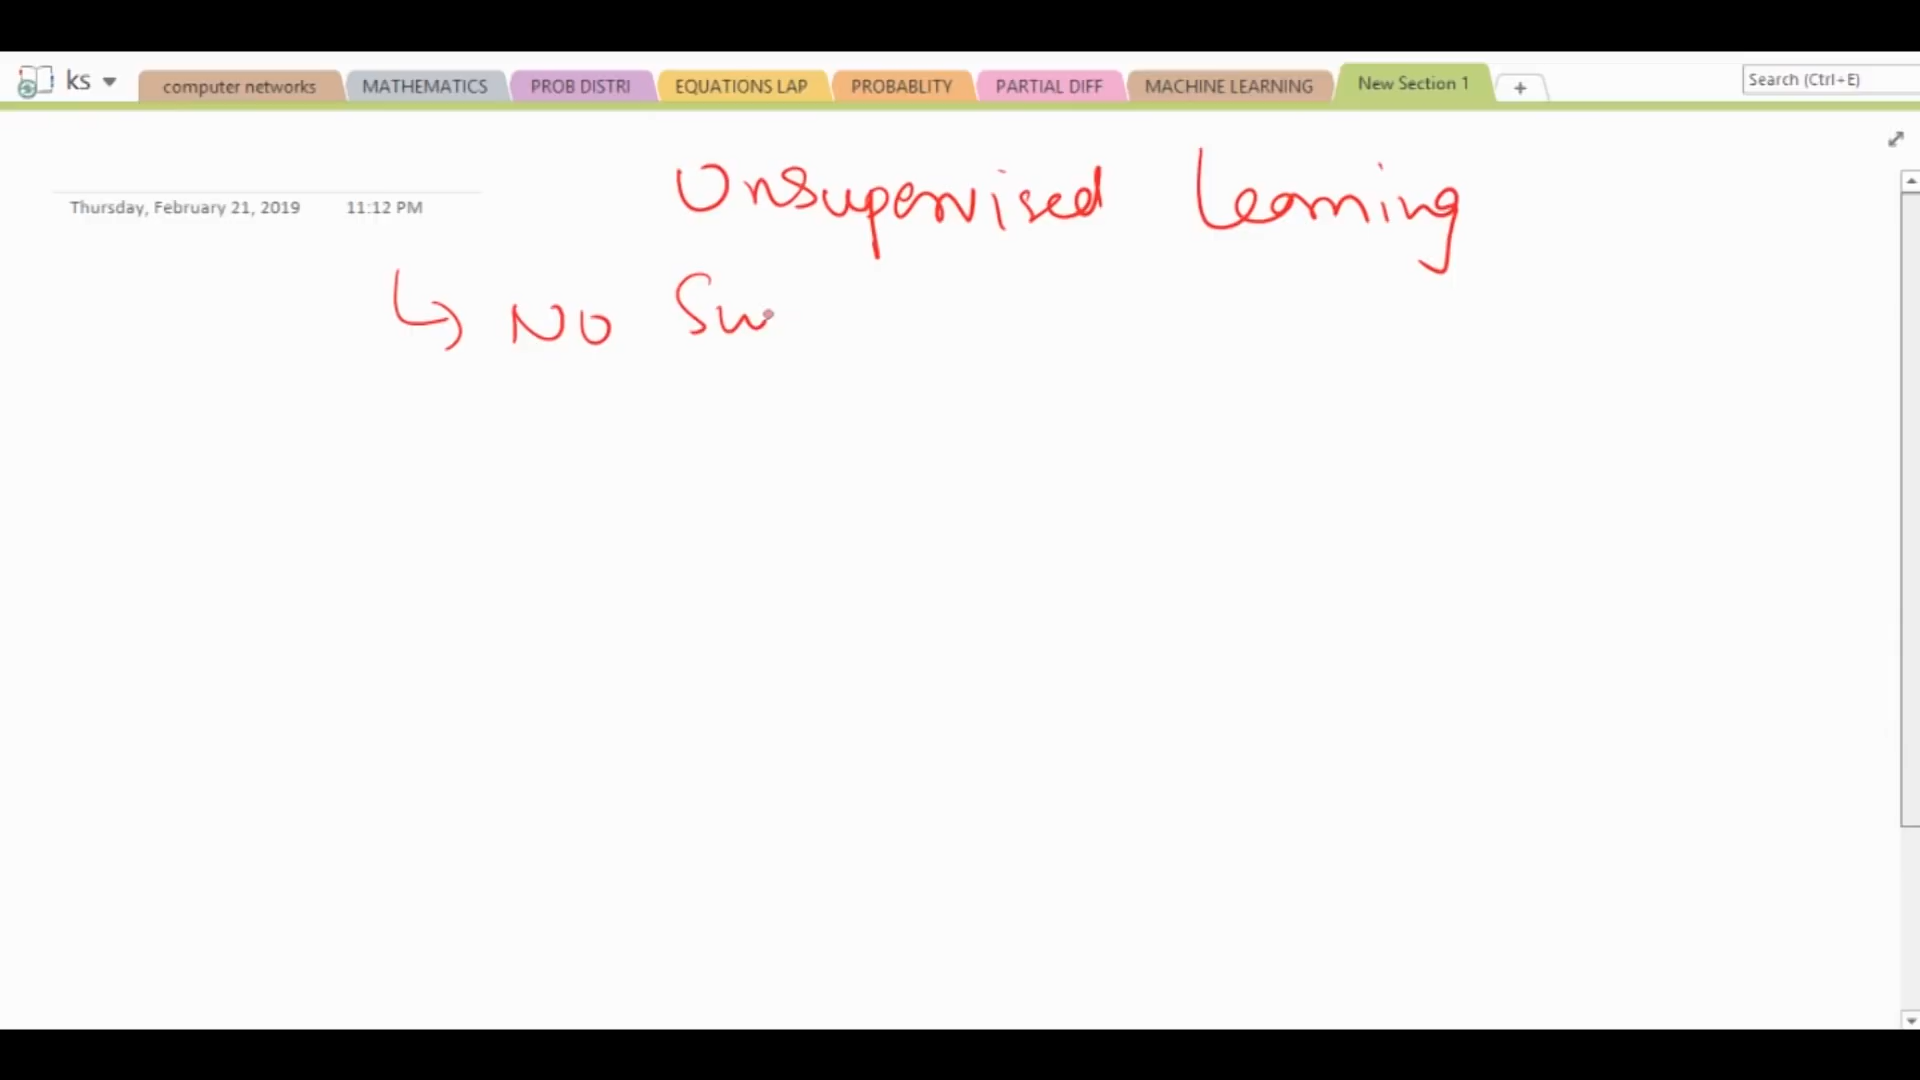 ks computer networks MATHEMATICS PROB DISTRI EQUATIONS LAP PROBABLITY PARTIAL DIFF MACHINE LEARNING New Section 1 + Search (Ctrl+E)
Unsupervised Learning
Thursday, February 21, 2019 11:12 PM
↳ No Su